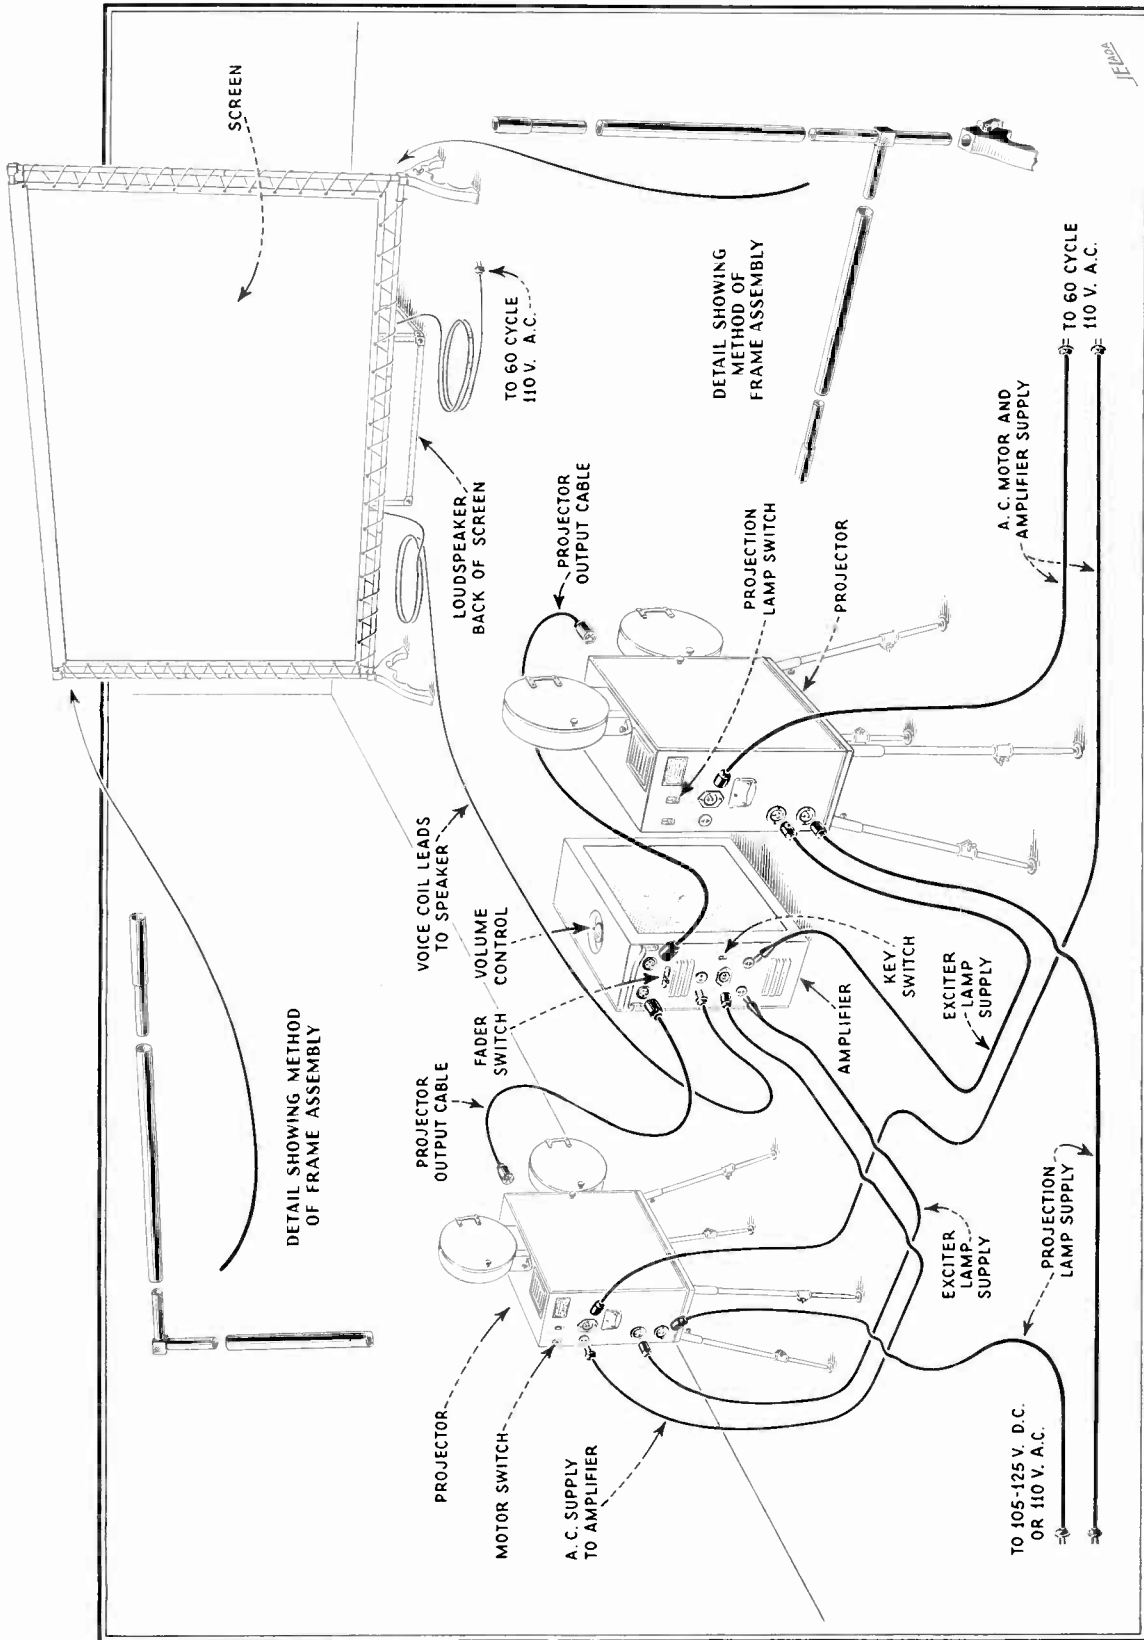 DETAIL SHOWING METHOD
OF FRAME ASSEMBLY
SCREEN
LOUDSPEAKER
BACK OF SCREEN
TO 60 CYCLE
110 V. A.C.
VOICE COIL LEADS
TO SPEAKER
PROJECTOR
OUTPUT CABLE
FADER
SWITCH
VOLUME
CONTROL
PROJECTOR
OUTPUT CABLE
DETAIL SHOWING
METHOD OF
FRAME ASSEMBLY
PROJECTOR
MOTOR SWITCH
A.C. SUPPLY
TO AMPLIFIER
AMPLIFIER
KEY
SWITCH
PROJECTION
LAMP SWITCH
PROJECTOR
EXCITER
LAMP
SUPPLY
EXCITER
LAMP
SUPPLY
A.C. MOTOR AND
AMPLIFIER SUPPLY
TO 60 CYCLE
110 V. A.C.
TO 105-125 V. D.C.
OR 110 V. A.C.
PROJECTION
LAMP SUPPLY